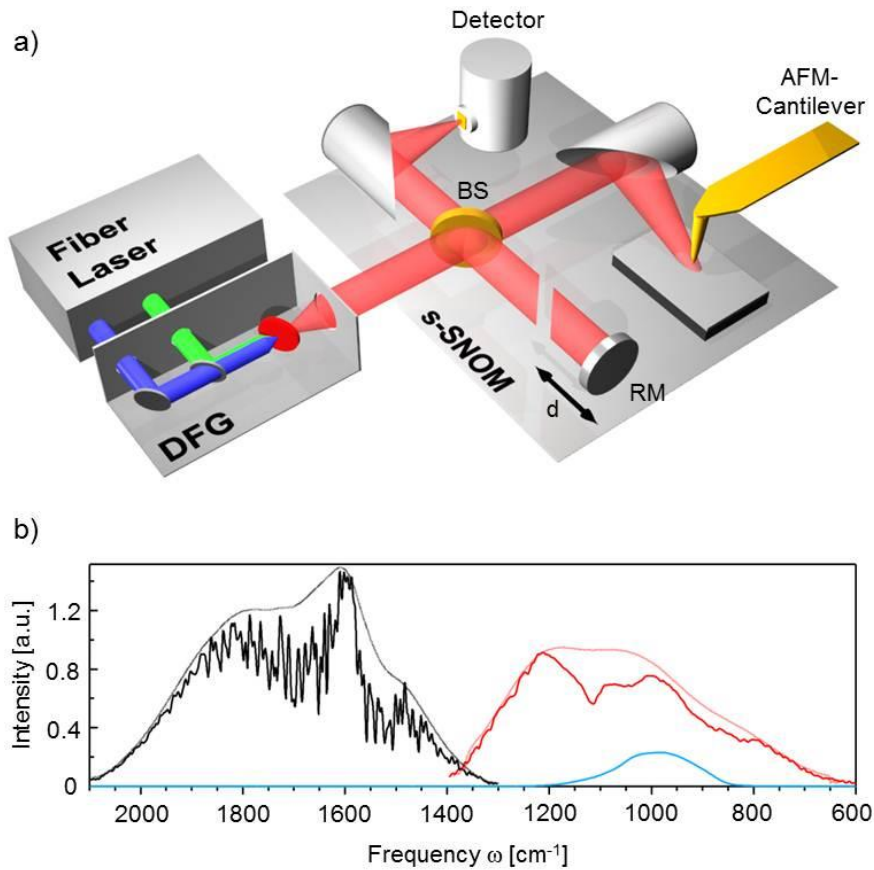 a)
Detector
AFM-
Cantilever
BS
Fiber
Laser
DFG
s-SNOM
d
RM
b)
Intensity [a.u.]
1.2
0.8
0.4
0
2000
1800
1600
1400
1200
1000
800
600
Frequency ω [cm⁻¹]